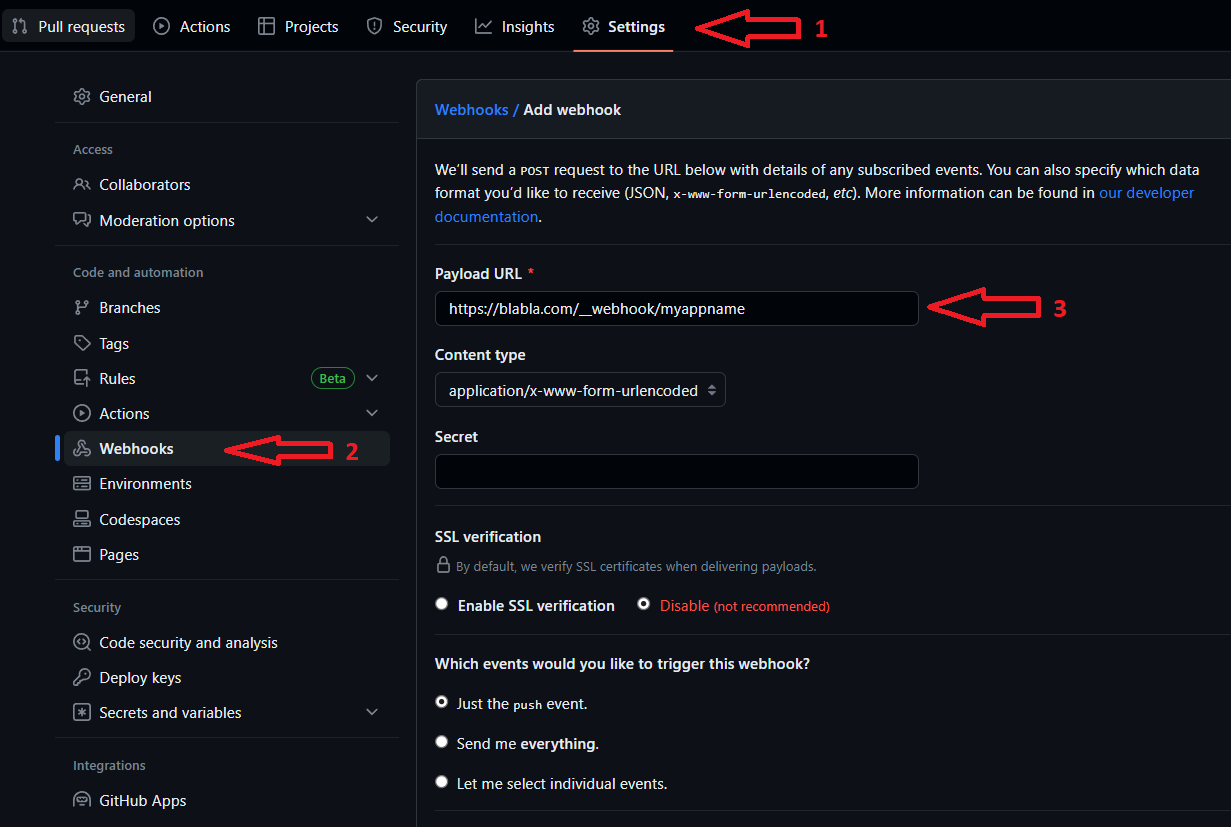 Pull requests Actions Projects Security Insights Settings 1
General
Access
Collaborators
Moderation options
Code and automation
Branches
Tags
Rules Beta
Actions
Webhooks 2
Environments
Codespaces
Pages
Security
Code security and analysis
Deploy keys
Secrets and variables
Integrations
GitHub Apps
Webhooks / Add webhook
We’ll send a POST request to the URL below with details of any subscribed events. You can also specify which data
format you’d like to receive (JSON, x-www-form-urlencoded, etc). More information can be found in our developer
documentation.
Payload URL *
https://blabla.com/__webhook/myappname 3
Content type
application/x-www-form-urlencoded
Secret
SSL verification
By default, we verify SSL certificates when delivering payloads.
Enable SSL verification Disable (not recommended)
Which events would you like to trigger this webhook?
Just the push event.
Send me everything.
Let me select individual events.